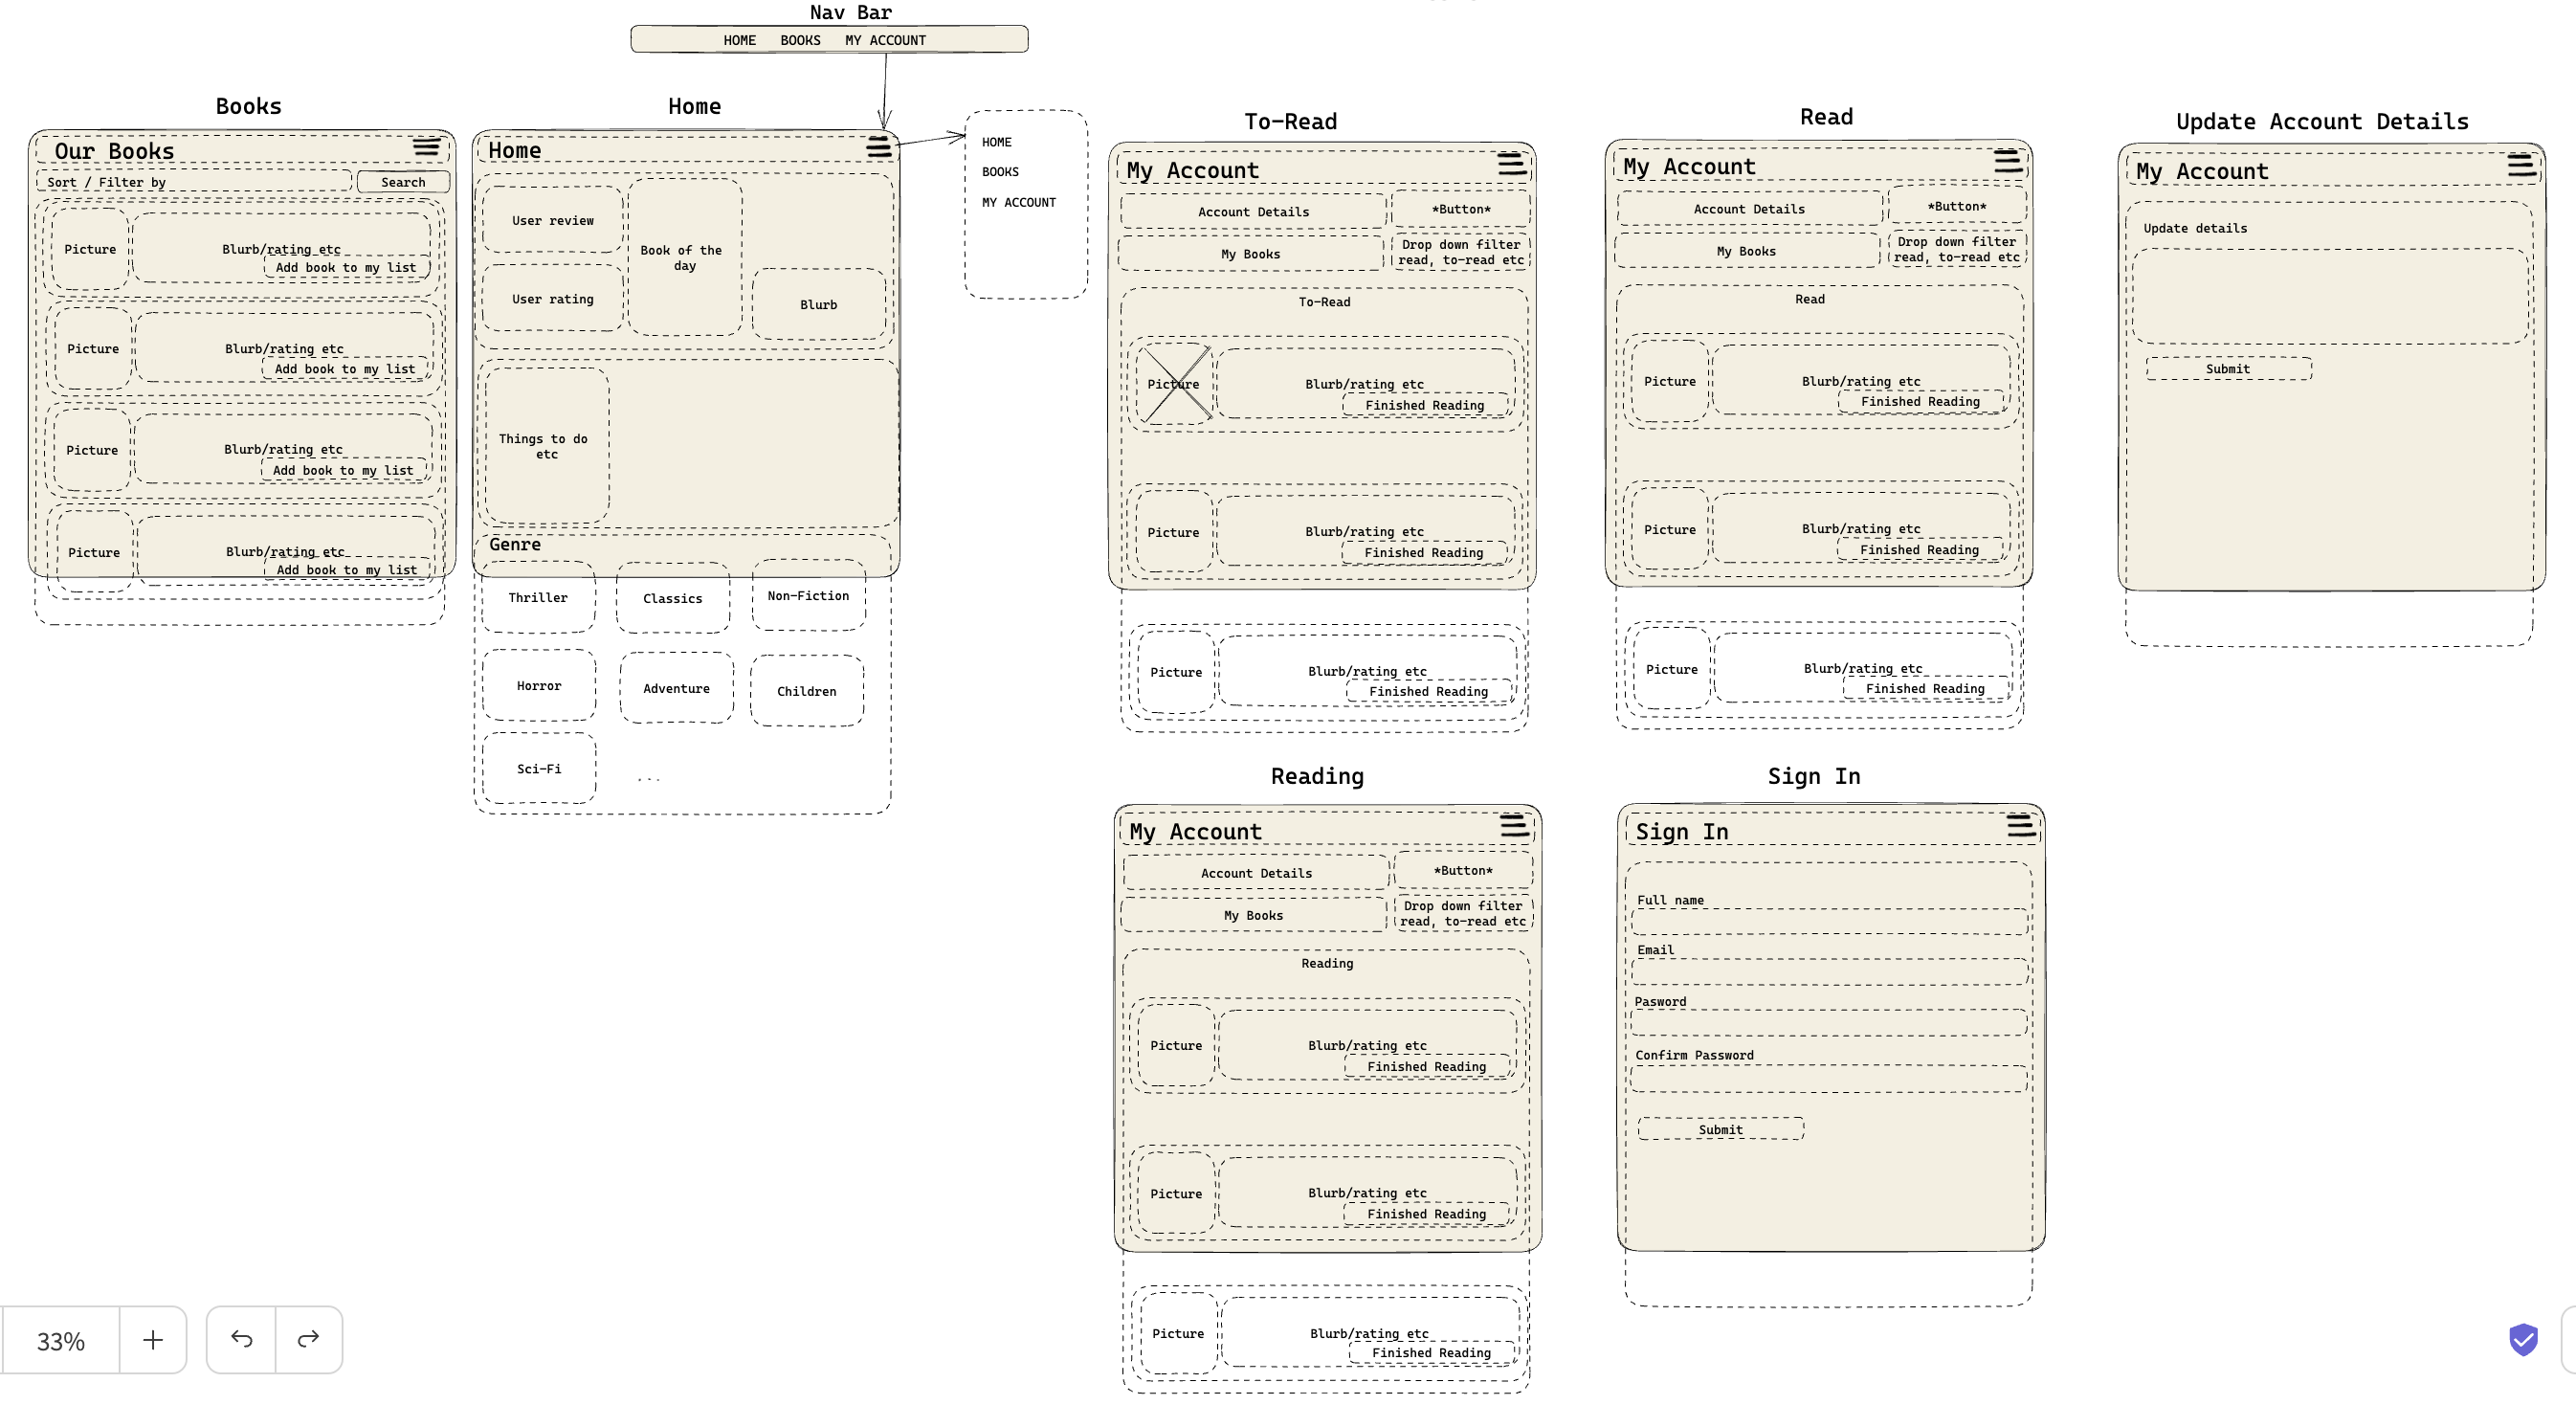 Nav Bar
HOME BOOKS MY ACCOUNT
Books
Our Books
Sort / Filter by
Search
Picture
Blurb/rating etc
Add book to my list
Picture
Blurb/rating etc
Add book to my list
Picture
Blurb/rating etc
Add book to my list
Picture
Blurb/rating etc
Add book to my list
Home
Home
User review
User rating
Book of the
day
Blurb
Things to do
etc
Genre
Thriller
Classics
Non-Fiction
Horror
Adventure
Children
Sci-Fi
...
HOME
BOOKS
MY ACCOUNT
To-Read
My Account
Account Details
*Button*
My Books
Drop down filter
read, to-read etc
To-Read
Picture
Blurb/rating etc
Finished Reading
Picture
Blurb/rating etc
Finished Reading
Picture
Blurb/rating etc
Finished Reading
Read
My Account
Account Details
*Button*
My Books
Drop down filter
read, to-read etc
Read
Picture
Blurb/rating etc
Finished Reading
Picture
Blurb/rating etc
Finished Reading
Picture
Blurb/rating etc
Finished Reading
Update Account Details
My Account
Update details
Submit
Reading
My Account
Account Details
*Button*
My Books
Drop down filter
read, to-read etc
Reading
Picture
Blurb/rating etc
Finished Reading
Picture
Blurb/rating etc
Finished Reading
Picture
Blurb/rating etc
Finished Reading
Sign In
Sign In
Full name
Email
Pasword
Confirm Password
Submit
33%